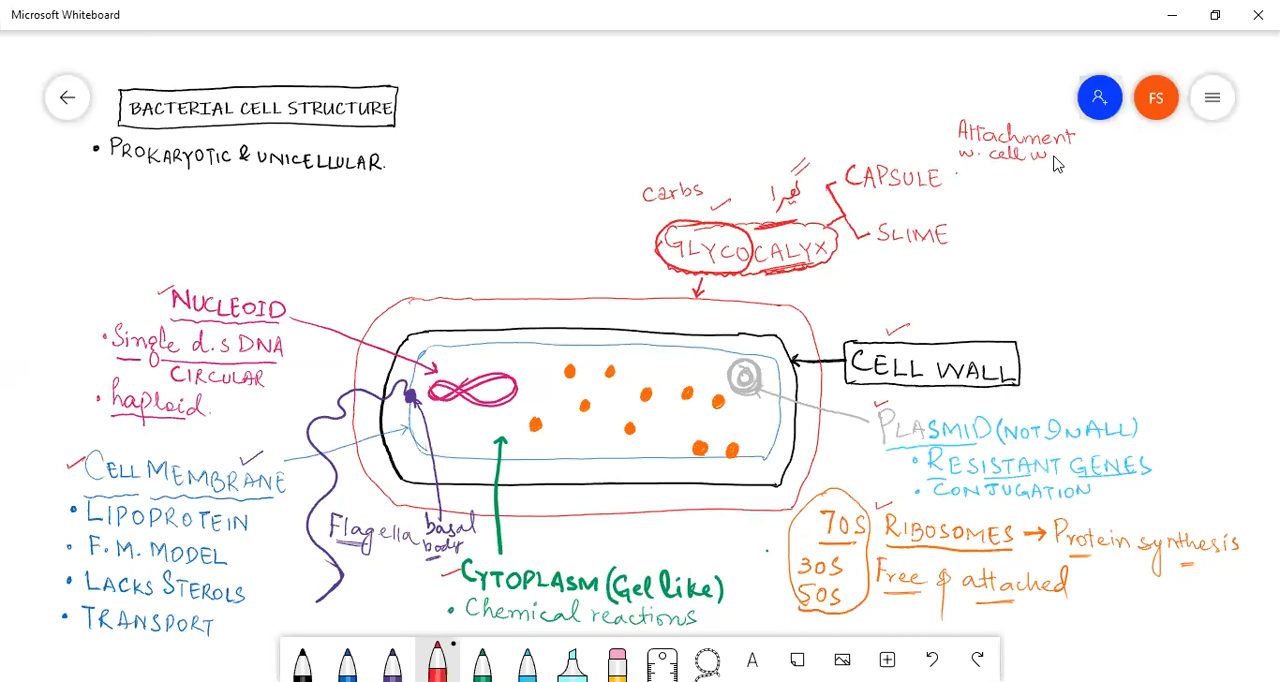 Microsoft Whiteboard
BACTERIAL CELL STRUCTURE
• PROKARYOTIC & UNICELLULAR.
FS
Attachment
w. cell w
carbs
CAPSULE
GLYCOCALYX
SLIME
NUCLEOID
• Single d.s DNA
CIRCULAR
• haploid.
CELL WALL
PLASMID (NOT IN ALL)
• RESISTANT GENES
• CONJUGATION
CELL MEMBRANE
• LIPOPROTEIN
• F.M. MODEL
• LACKS STEROLS
• TRANSPORT
Flagella basal
body
CYTOPLASM (Gel like)
• Chemical reactions
70S
30S
50S
RIBOSOMES → Protein synthesis
Free & attached
A